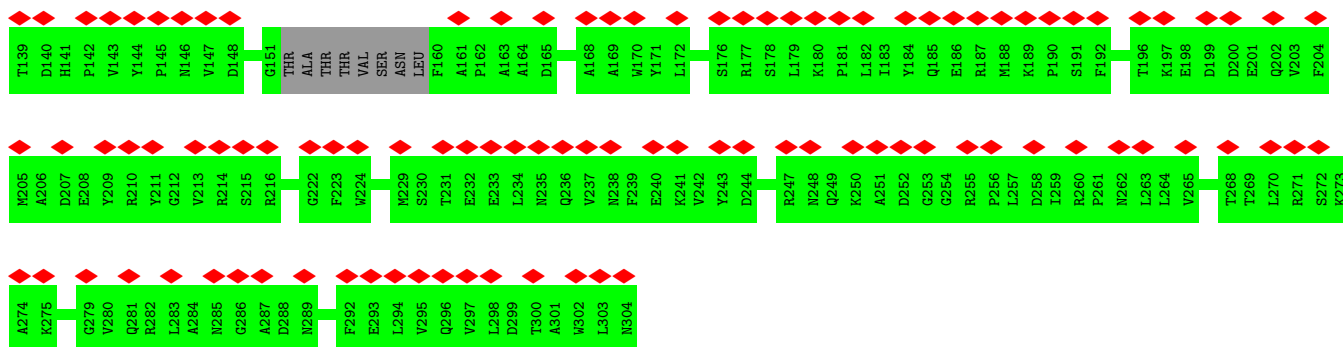 T139 D140 H141 P142 V143 Y144 P145 N146 V147 D148 G151 THR ALA THR THR VAL SER ASN LEU F160 A161 P162 A163 A164 D165 A168 A169 W170 Y171 L172 S176 R177 S178 L179 K180 P181 L182 I183 Y184 Q185 E186 R187 M188 K189 P190 S191 F192 T196 K197 E198 D199 D200 E201 Q202 V203 F204
M205 A206 D207 E208 Y209 R210 Y211 G212 V213 R214 S215 R216 G222 F223 W224 M229 S230 T231 E232 E233 L234 N235 Q236 V237 N238 F239 E240 K241 V242 Y243 D244 R247 N248 Q249 K250 A251 D252 G253 G254 R255 P256 L257 D258 I259 R260 P261 N262 L263 L264 V265 T268 T269 L270 R271 S272 K273
A274 K275 G279 V280 Q281 R282 L283 A284 N285 G286 A287 D288 N289 F292 E293 L294 V295 Q296 V297 L298 D299 T300 A301 W302 L303 N304